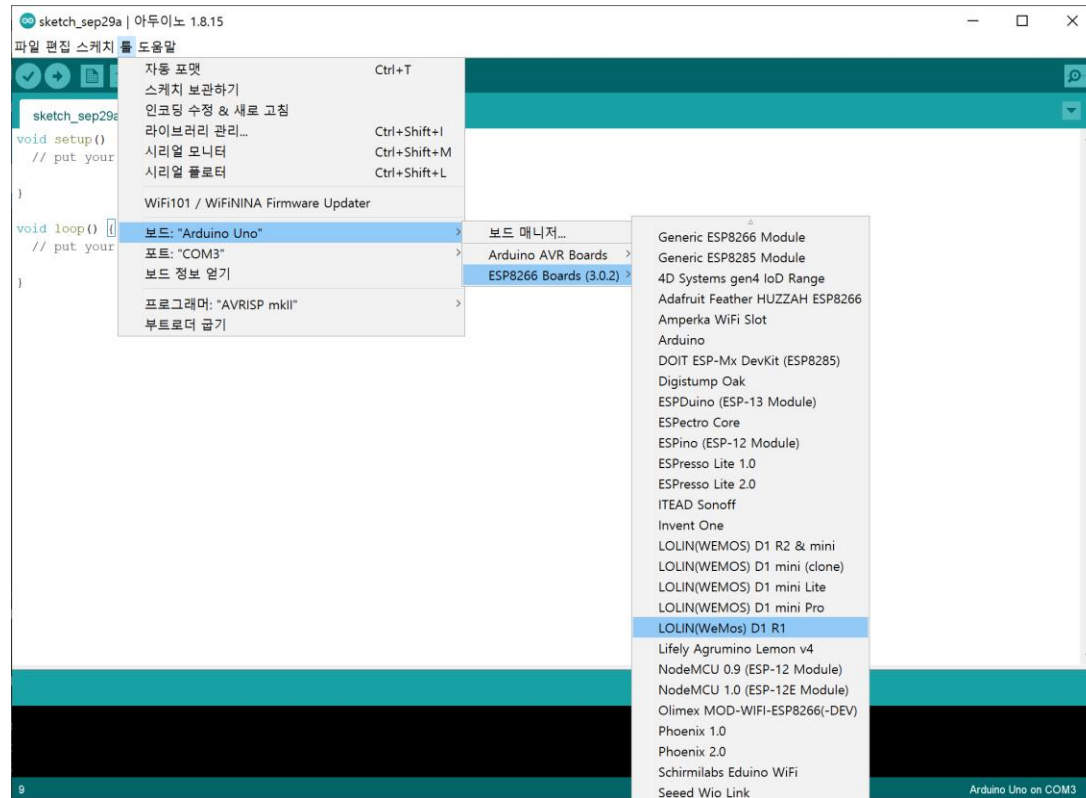 sketch_sep29a | 아두이노 1.8.15
파일 편집 스케치 툴 도움말
sketch_sep29a
void setup()
// put your
}
void loop() {
// put your
}
자동 포맷 Ctrl+T
스케치 보관하기
인코딩 수정 & 새로 고침
라이브러리 관리... Ctrl+Shift+I
시리얼 모니터 Ctrl+Shift+M
시리얼 플로터 Ctrl+Shift+L
WiFi101 / WiFiNINA Firmware Updater
보드: "Arduino Uno"
포트: "COM3"
보드 정보 얻기
프로그래머: "AVRISP mkII"
부트로더 굽기
보드 매니저...
Arduino AVR Boards
ESP8266 Boards (3.0.2)
Generic ESP8266 Module
Generic ESP8285 Module
4D Systems gen4 IoD Range
Adafruit Feather HUZZAH ESP8266
Amperka WiFi Slot
Arduino
DOIT ESP-Mx DevKit (ESP8285)
Digistump Oak
ESPDuino (ESP-13 Module)
ESPectro Core
ESPino (ESP-12 Module)
ESPresso Lite 1.0
ESPresso Lite 2.0
ITEAD Sonoff
Invent One
LOLIN(WEMOS) D1 R2 & mini
LOLIN(WEMOS) D1 mini (clone)
LOLIN(WEMOS) D1 mini Lite
LOLIN(WEMOS) D1 mini Pro
LOLIN(WeMos) D1 R1
Lifely Agrumino Lemon v4
NodeMCU 0.9 (ESP-12 Module)
NodeMCU 1.0 (ESP-12E Module)
Olimex MOD-WIFI-ESP8266(-DEV)
Phoenix 1.0
Phoenix 2.0
Schirmilabs Eduino WiFi
Seeed Wio Link
9
Arduino Uno on COM3